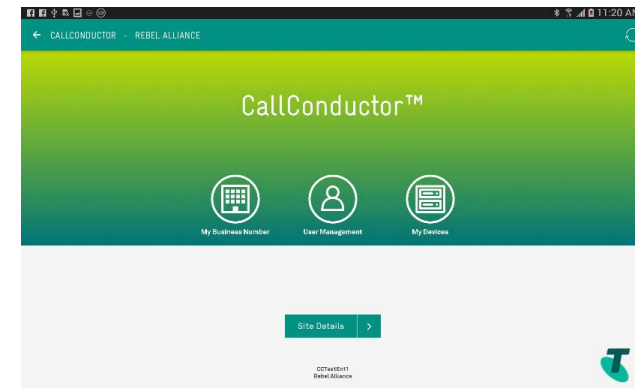 11:20 AM
CALLCONDUCTOR - REBEL ALLIANCE
CallConductor™
My Business Number
User Management
My Devices
Site Details
CCTestEnt1
Rebel Alliance